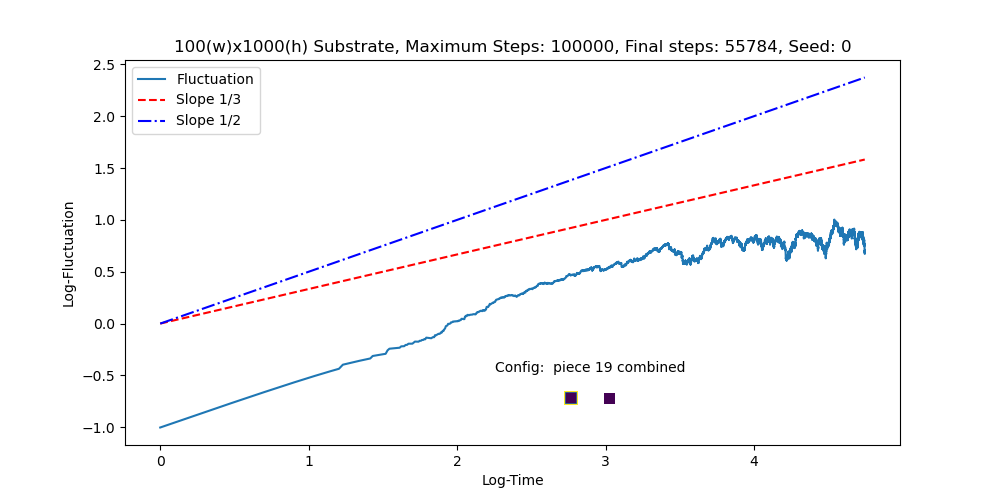 100(w)x1000(h) Substrate, Maximum Steps: 100000, Final steps: 55784, Seed: 0
Fluctuation
Slope 1/3
Slope 1/2
2.5
2.0
1.5
1.0
0.5
0.0
−0.5
−1.0
Log-Fluctuation
Config:  piece 19 combined
0 1 2 3 4
Log-Time